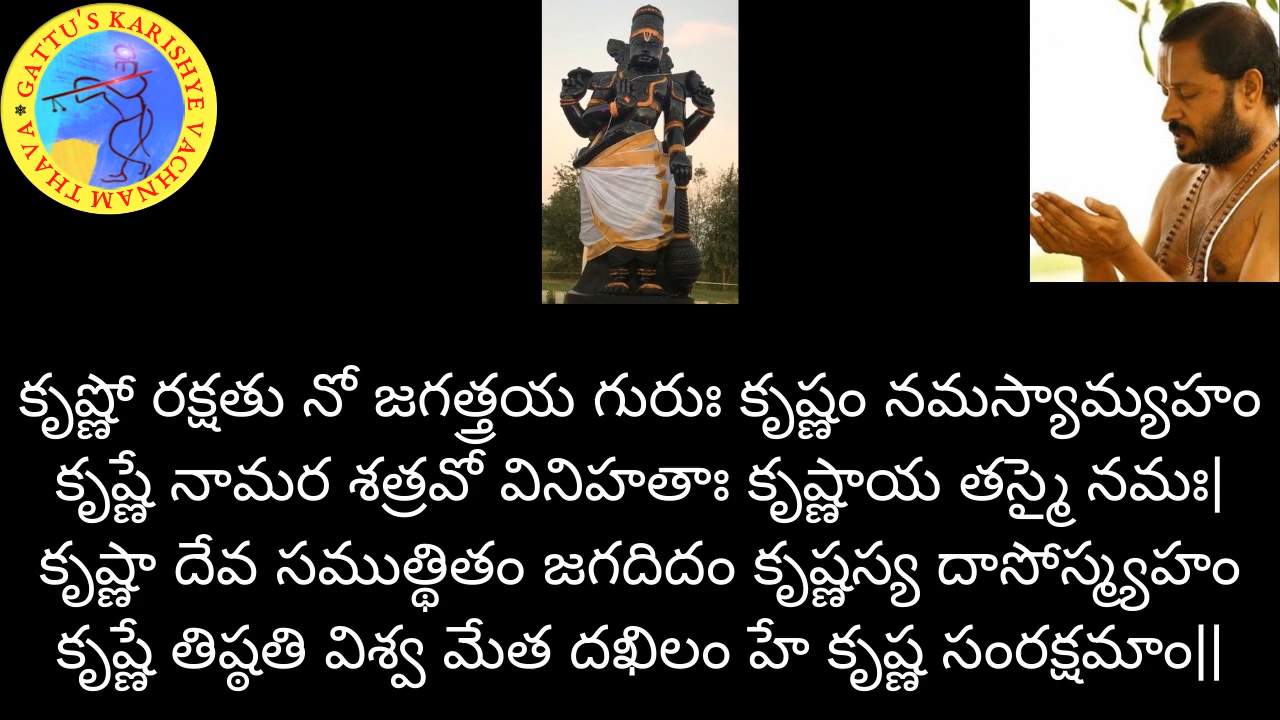 GATTU'S KARISHYE VACHNAM THAVA
కృష్ణో రక్షతు నో జగత్త్రయ గురుః కృష్ణం నమస్యామ్యహం
కృష్ణే నామర శత్రవో వినిహతాః కృష్ణాయ తస్మై నమః|
కృష్ణా దేవ సముత్థితం జగదిదం కృష్ణస్య దాసోస్మ్యహం
కృష్ణే తిష్ఠతి విశ్వ మేత దఖిలం హే కృష్ణ సంరక్షమాం||